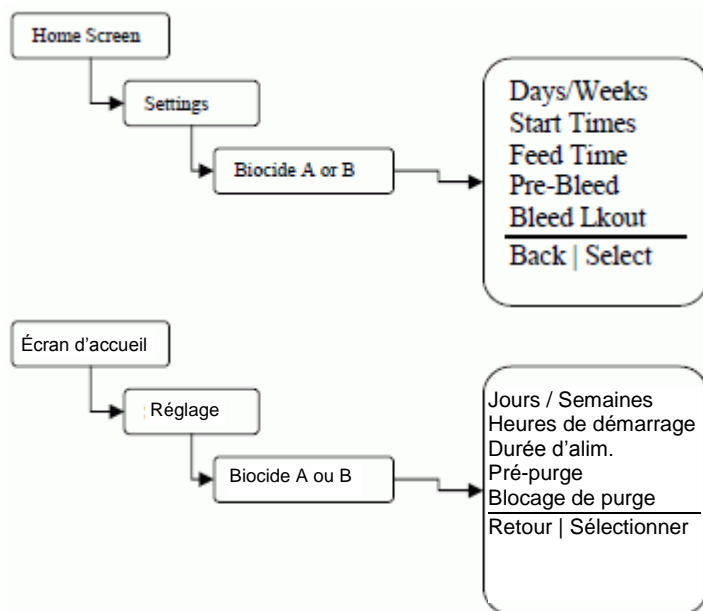 Home Screen
Settings
Biocide A or B
Days/Weeks
Start Times
Feed Time
Pre-Bleed
Bleed Lkout
Back | Select
Écran d’accueil
Réglage
Biocide A ou B
Jours / Semaines
Heures de démarrage
Durée d’alim.
Pré-purge
Blocage de purge
Retour | Sélectionner